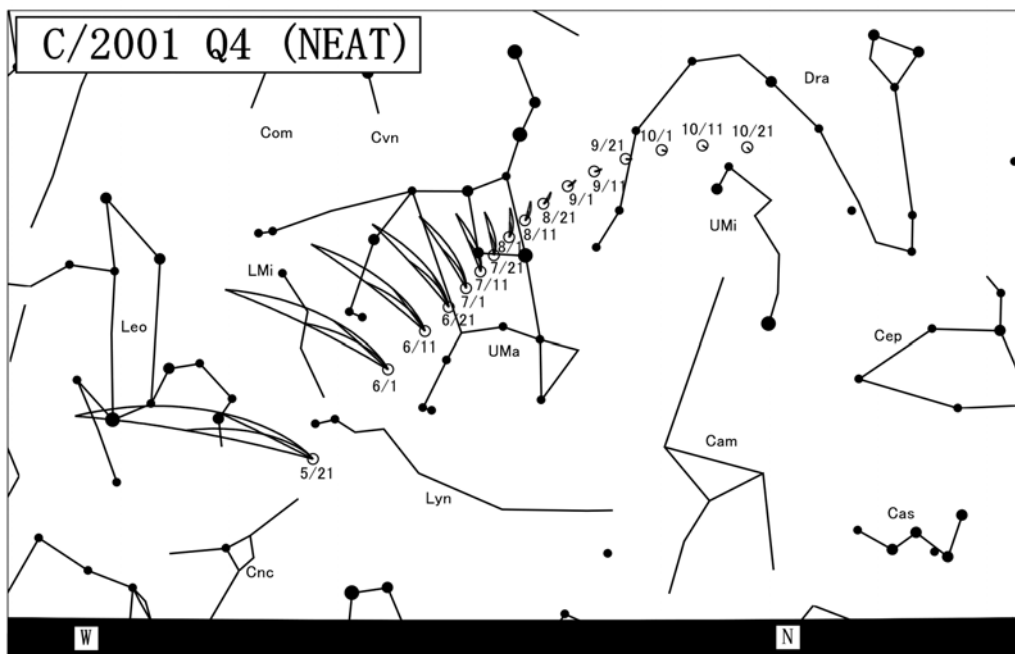 C/2001 Q4 (NEAT)
Dra
Com
Cvn
9/21
10/1
10/11
10/21
9/11
9/1
8/21
8/11
8/1
7/21
7/11
7/1
6/21
6/11
6/1
5/21
UMi
LMi
Leo
UMa
Cep
Cam
Lyn
Cas
Cnc
W
N